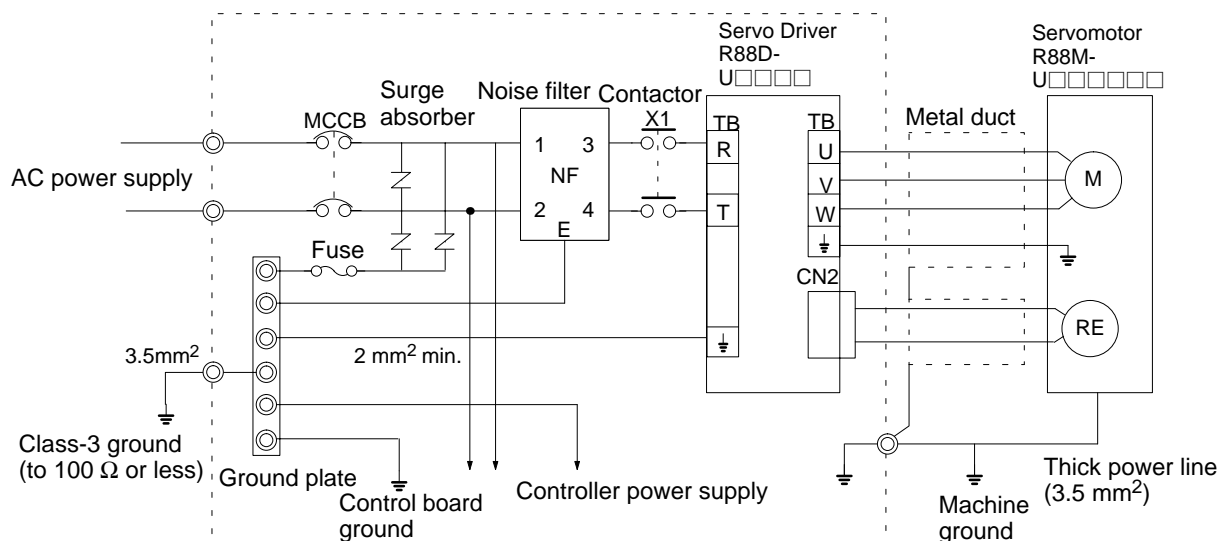 Servo Driver
R88D-
U□□□□
Servomotor
R88M-
U□□□□□□
Surge
absorber
Noise filter
Contactor
MCCB
X1
TB
TB
Metal duct
R
U
1
3
AC power supply
NF
V
M
2
4
T
W
E
Fuse
CN2
RE
3.5mm²
2 mm² min.
Class-3 ground
(to 100 Ω or less)
Ground plate
Control board
ground
Controller power supply
Machine
ground
Thick power line
(3.5 mm²)